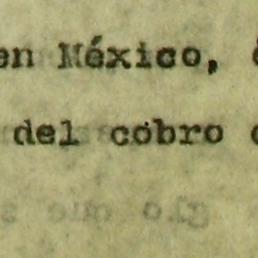 en México,
del cobro